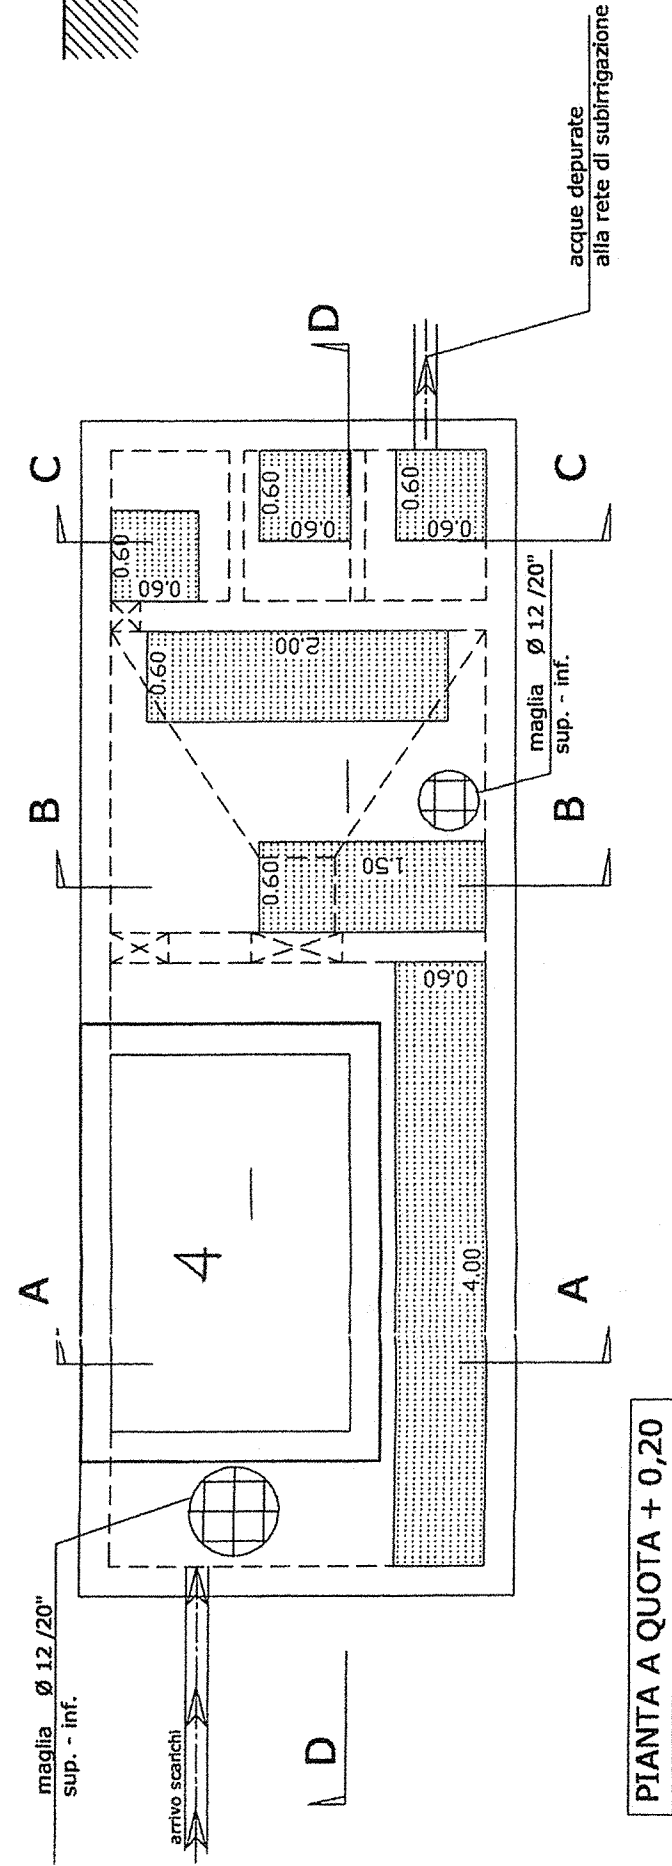 maglia Ø 12 /20"
sup. - inf.
arrivo scarichi
D
A
A
4
4.00
0.60
B
B
0.60
1.50
maglia Ø 12 /20"
sup. - inf.
0.60
2.00
C
C
0.60
0.60
0.60
0.60
0.60
0.60
D
acque depurate
alla rete di subirrigazione
PIANTA A QUOTA + 0,20